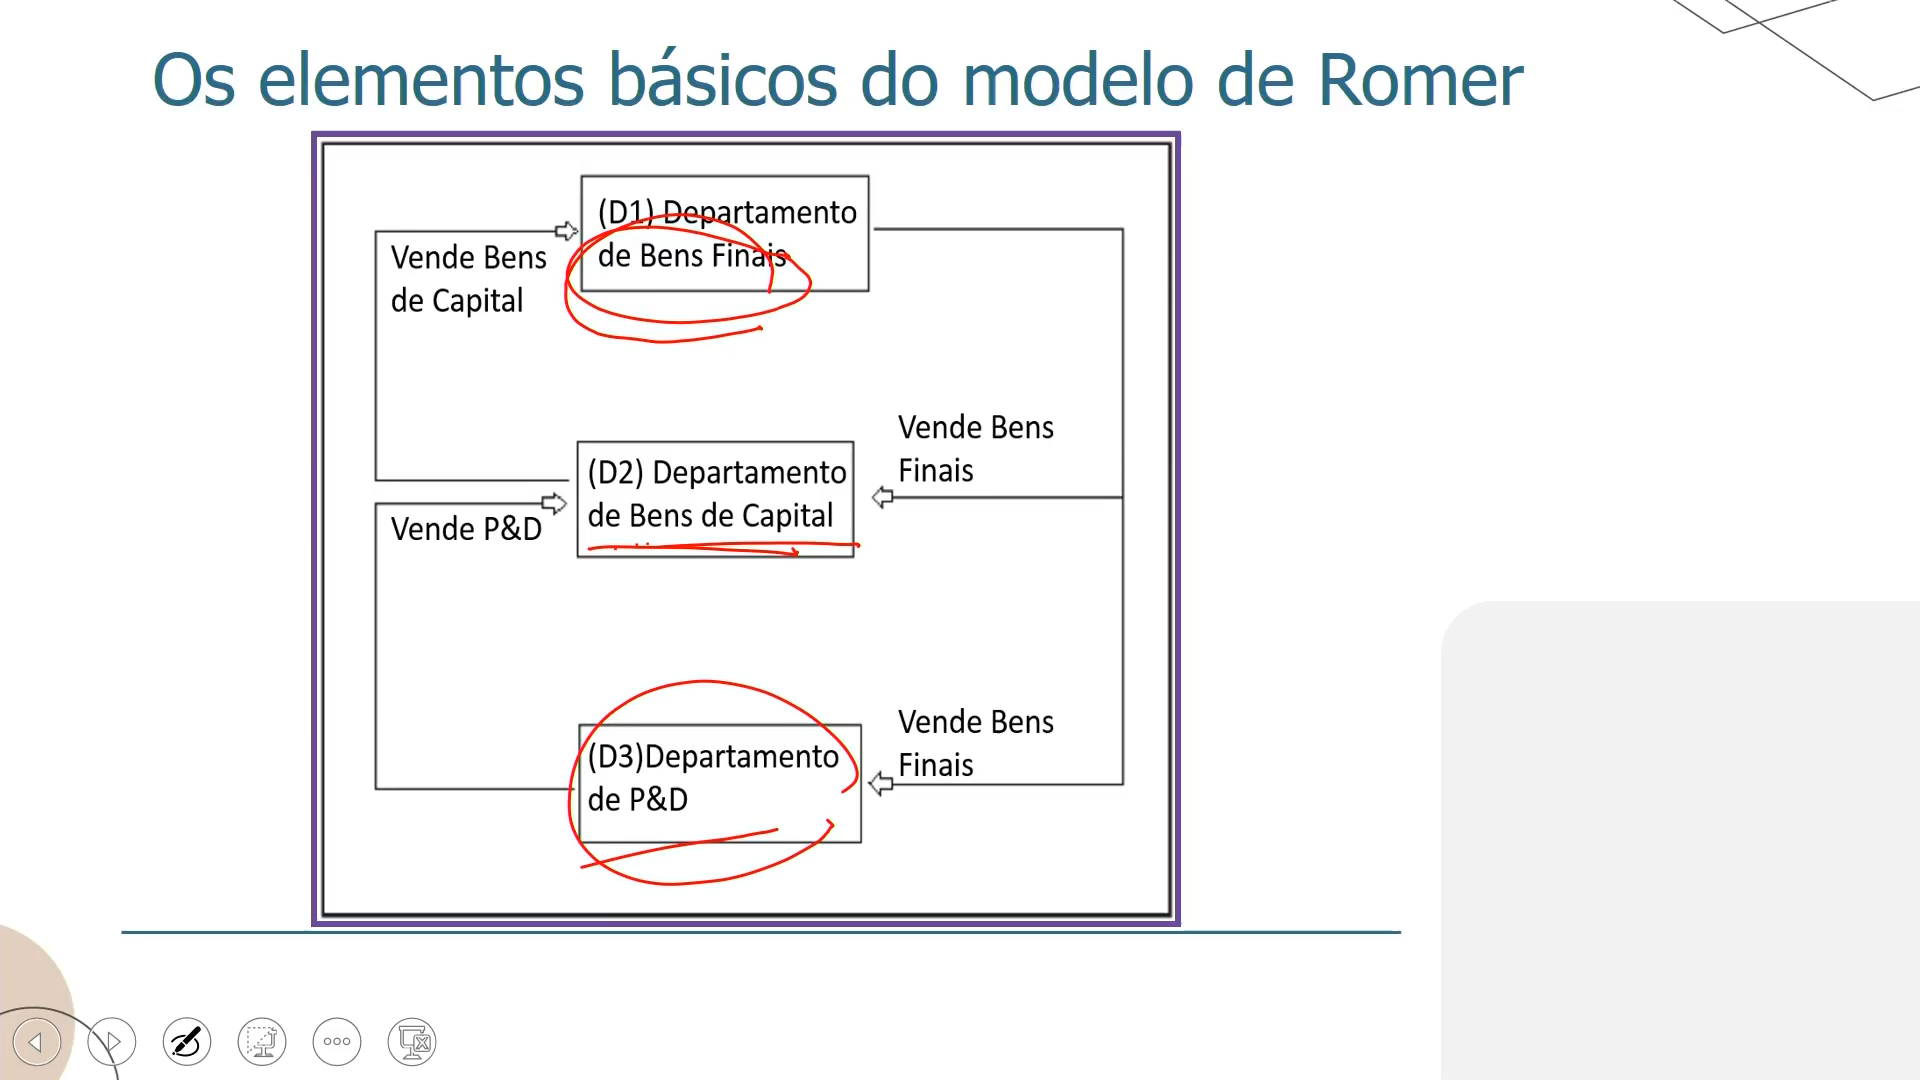 Os elementos básicos do modelo de Romer
(D1) Departamento
de Bens Finais
Vende Bens
de Capital
Vende Bens
Finais
(D2) Departamento
de Bens de Capital
Vende P&D
Vende Bens
Finais
(D3)Departamento
de P&D